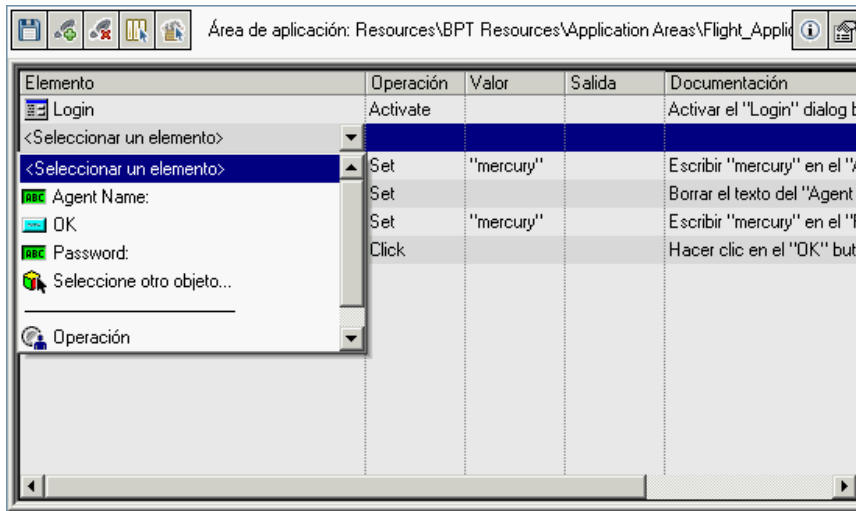 Área de aplicación: Resources\BPT Resources\Application Areas\Flight_Applic
Elemento Operación Valor Salida Documentación
Login Activate Activar el "Login" dialog b
<Seleccionar un elemento>
<Seleccionar un elemento> Set "mercury" Escribir "mercury" en el "A
ABC Agent Name: Set Borrar el texto del "Agent
OK Set "mercury" Escribir "mercury" en el "P
ABC Password: Click Hacer clic en el "OK" but
Seleccione otro objeto...
Operación